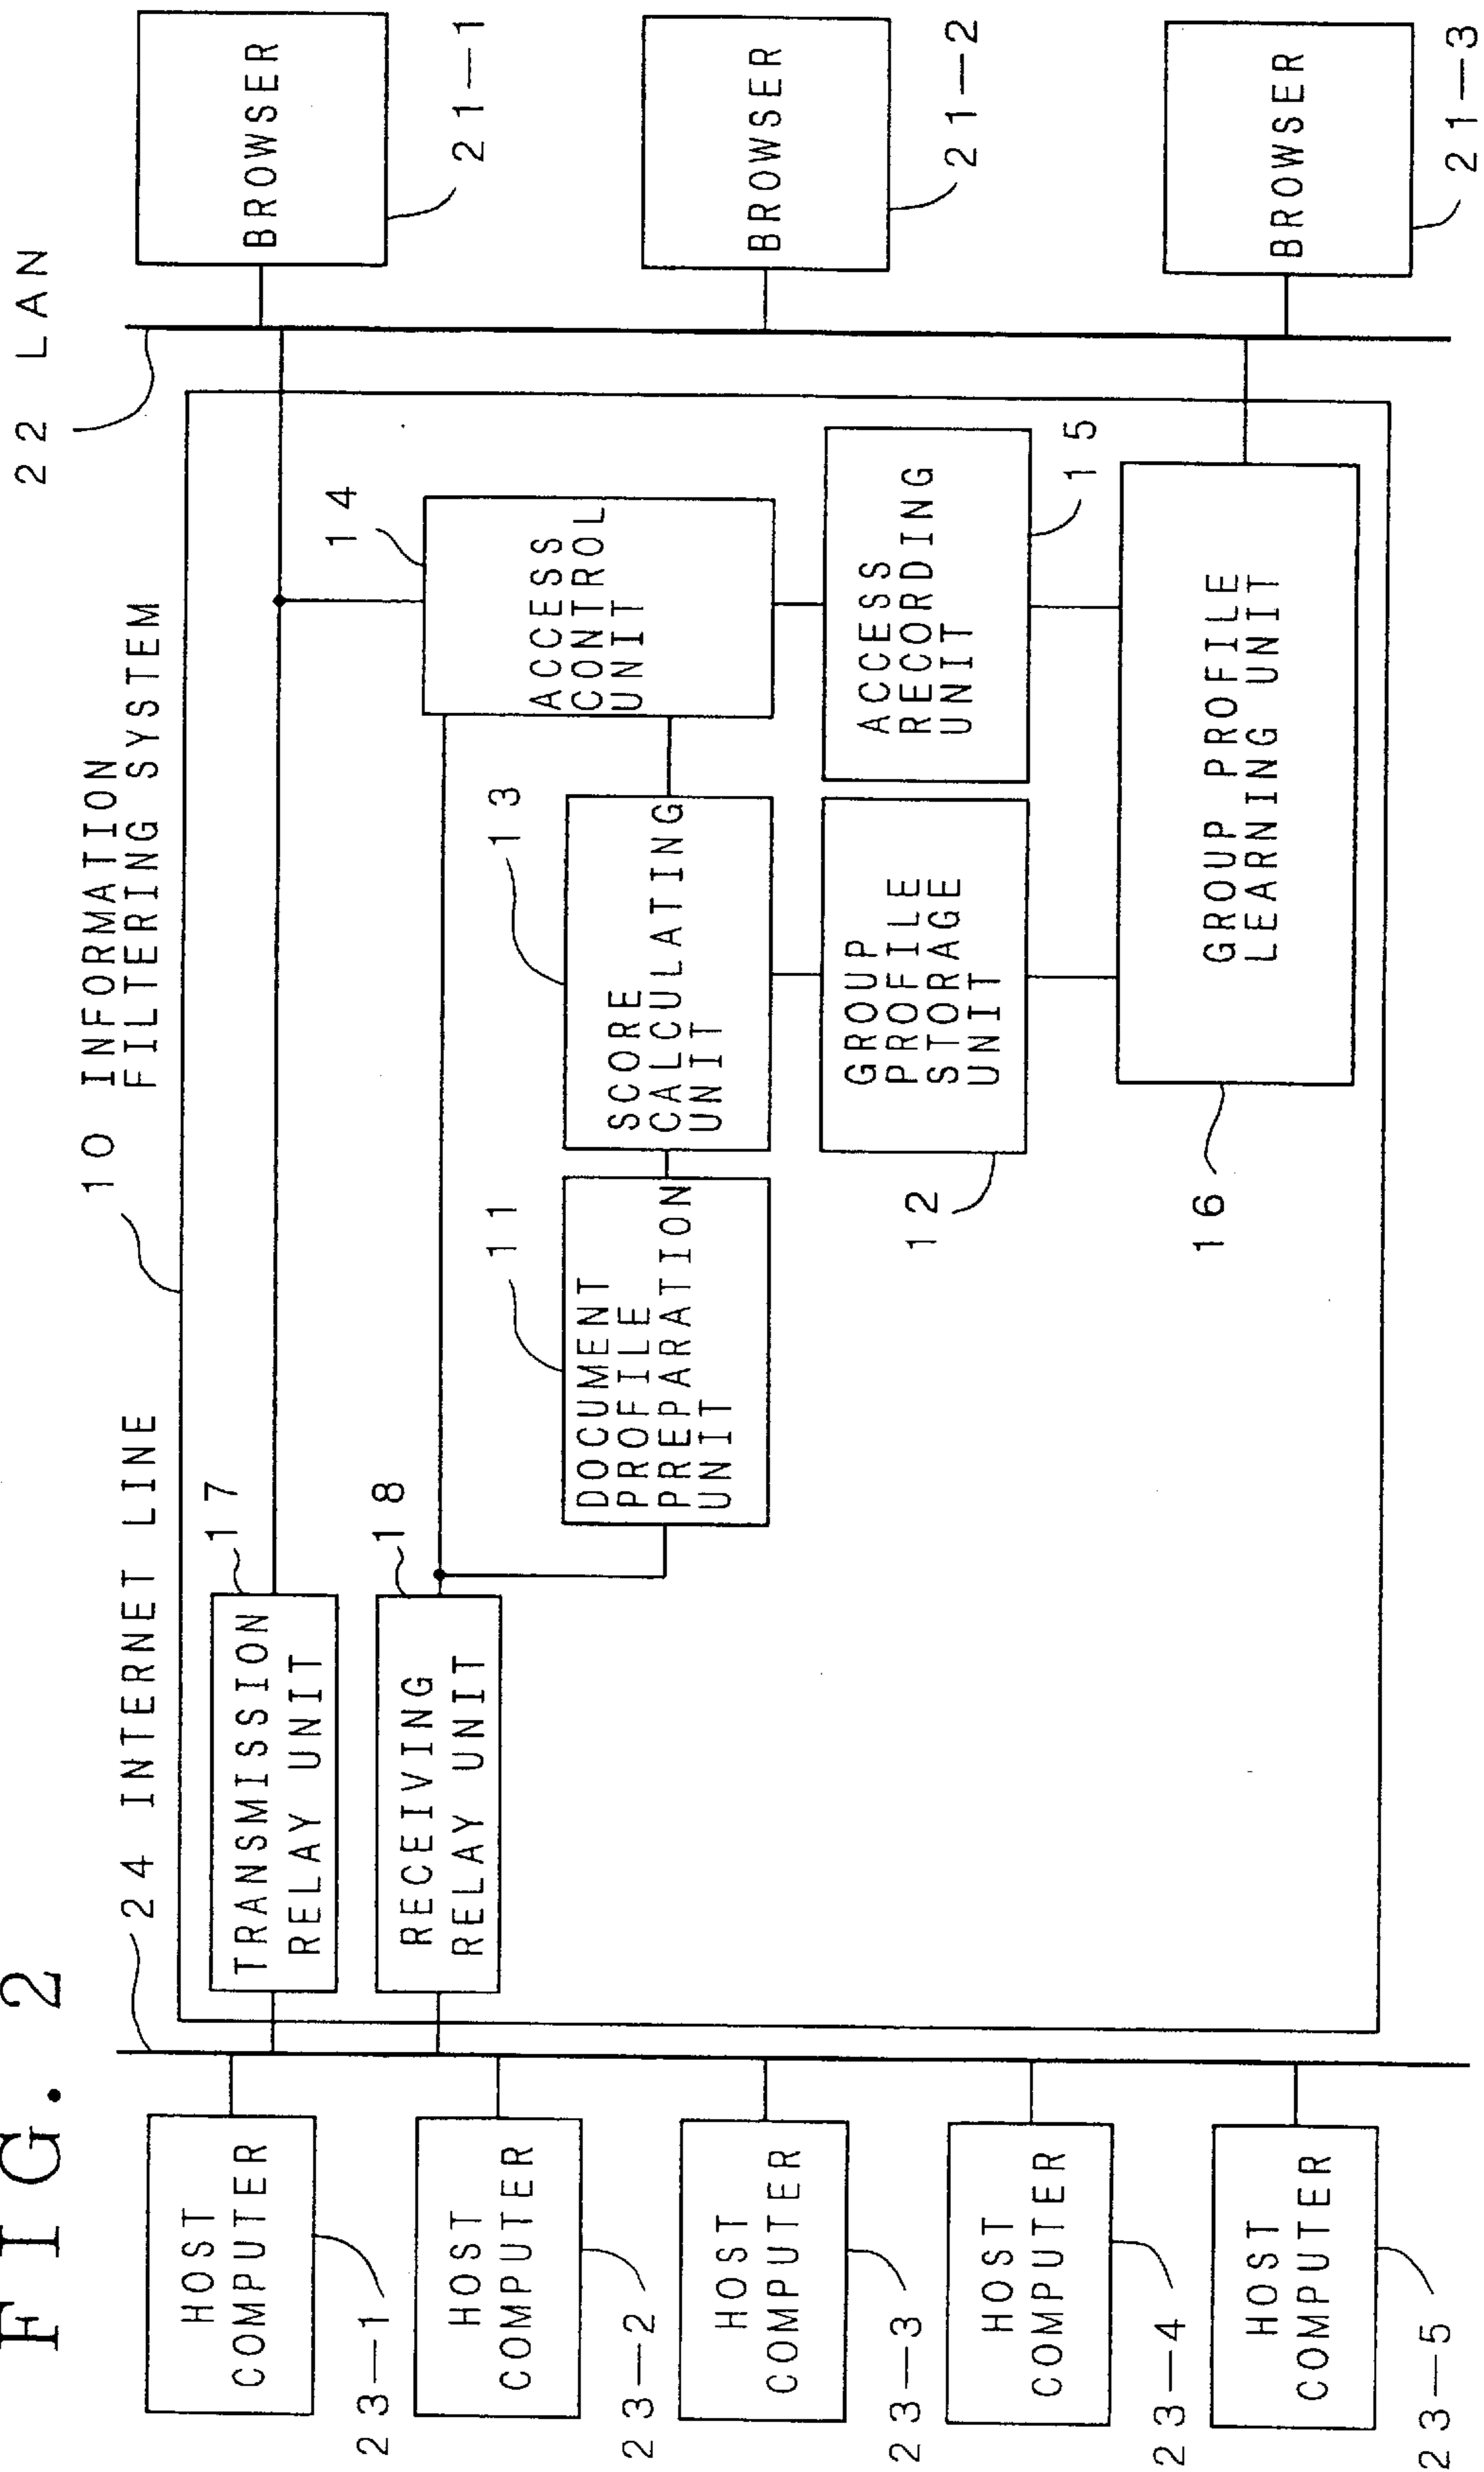 FIG. 2
24 INTERNET LINE
10 INFORMATION
FILTERING SYSTEM
22 LAN
HOST
COMPUTER
23-1
HOST
COMPUTER
23-2
HOST
COMPUTER
23-3
HOST
COMPUTER
23-4
HOST
COMPUTER
23-5
TRANSMISSION
RELAY UNIT
17
RECEIVING
RELAY UNIT
18
DOCUMENT
PROFILE
PREPARATION
UNIT
11
SCORE
CALCULATING
UNIT
13
ACCESS
CONTROL
UNIT
14
GROUP
PROFILE
STORAGE
UNIT
12
ACCESS
RECORDING
UNIT
15
GROUP PROFILE
LEARNING UNIT
16
BROWSER
21-1
BROWSER
21-2
BROWSER
21-3